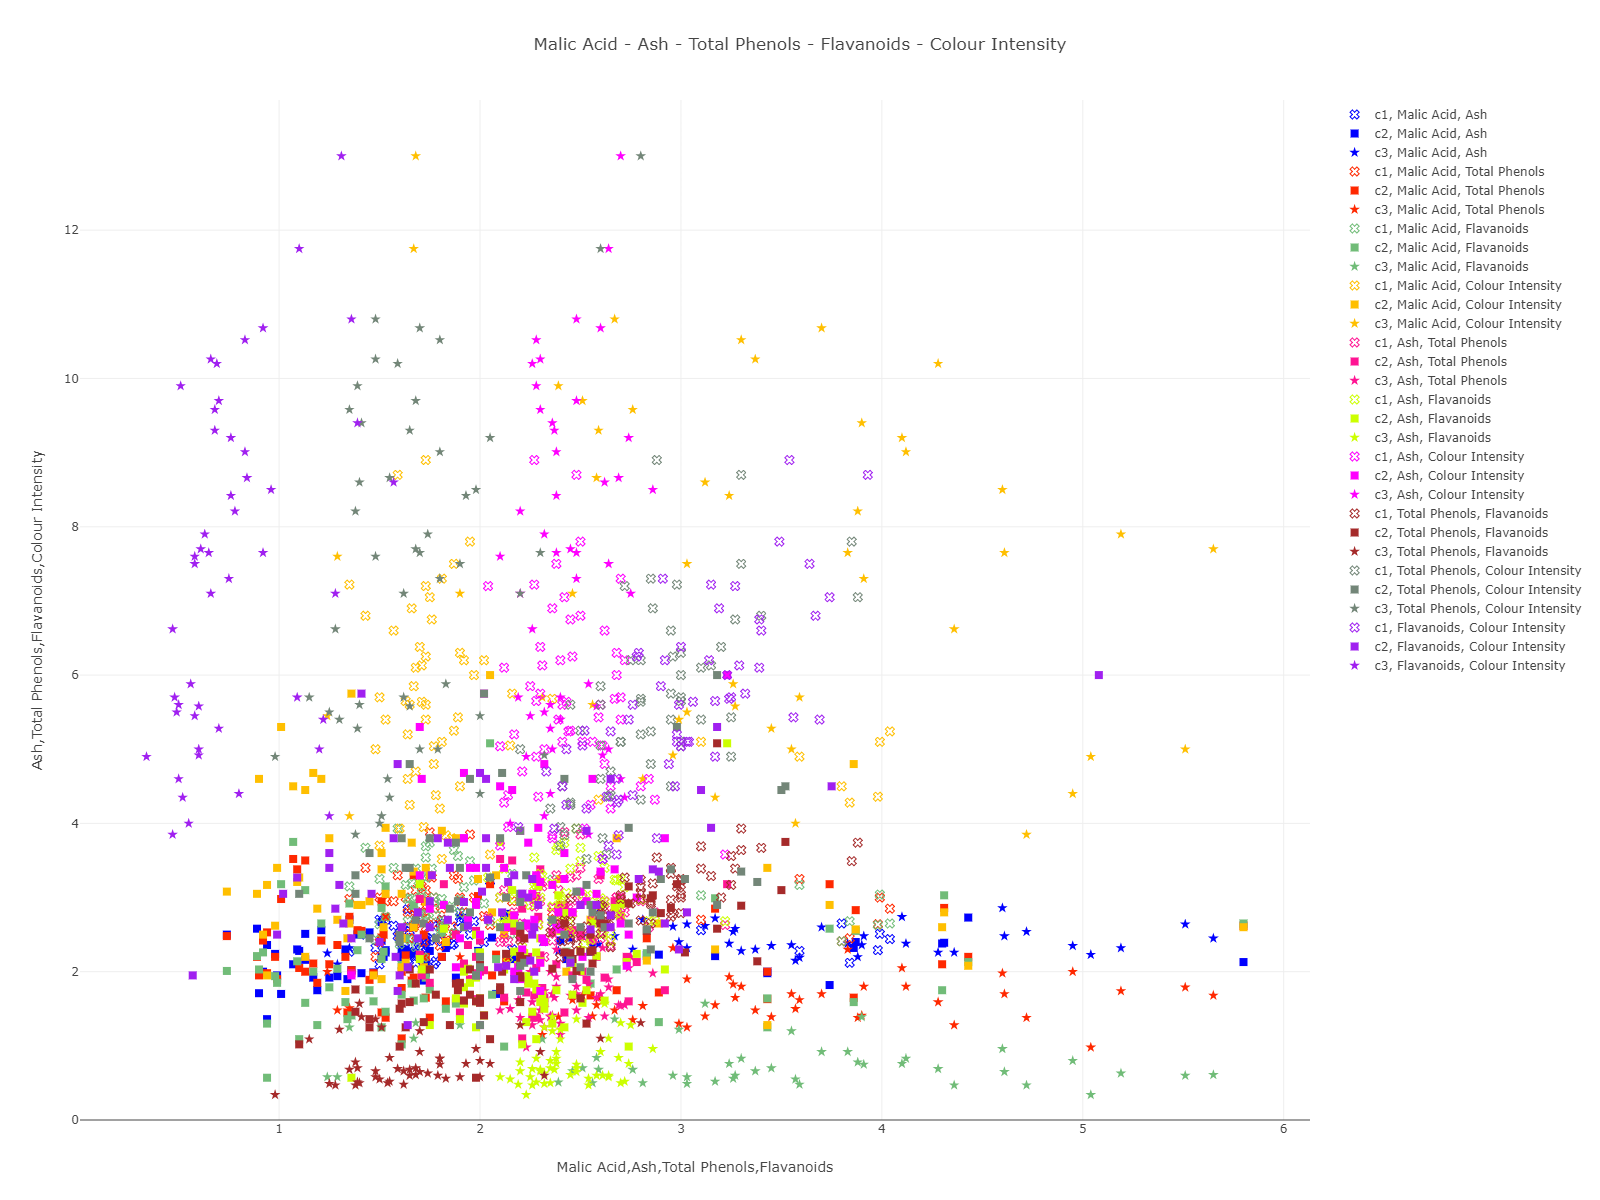 Malic Acid - Ash - Total Phenols - Flavanoids - Colour Intensity
c1, Malic Acid, Ash
c2, Malic Acid, Ash
c3, Malic Acid, Ash
c1, Malic Acid, Total Phenols
c2, Malic Acid, Total Phenols
c3, Malic Acid, Total Phenols
c1, Malic Acid, Flavanoids
c2, Malic Acid, Flavanoids
c3, Malic Acid, Flavanoids
c1, Malic Acid, Colour Intensity
c2, Malic Acid, Colour Intensity
c3, Malic Acid, Colour Intensity
c1, Ash, Total Phenols
c2, Ash, Total Phenols
c3, Ash, Total Phenols
c1, Ash, Flavanoids
c2, Ash, Flavanoids
c3, Ash, Flavanoids
c1, Ash, Colour Intensity
c2, Ash, Colour Intensity
c3, Ash, Colour Intensity
c1, Total Phenols, Flavanoids
c2, Total Phenols, Flavanoids
c3, Total Phenols, Flavanoids
c1, Total Phenols, Colour Intensity
c2, Total Phenols, Colour Intensity
c3, Total Phenols, Colour Intensity
c1, Flavanoids, Colour Intensity
c2, Flavanoids, Colour Intensity
c3, Flavanoids, Colour Intensity
12
10
8
6
4
2
0
Ash,Total Phenols,Flavanoids,Colour Intensity
1 2 3 4 5 6
Malic Acid,Ash,Total Phenols,Flavanoids